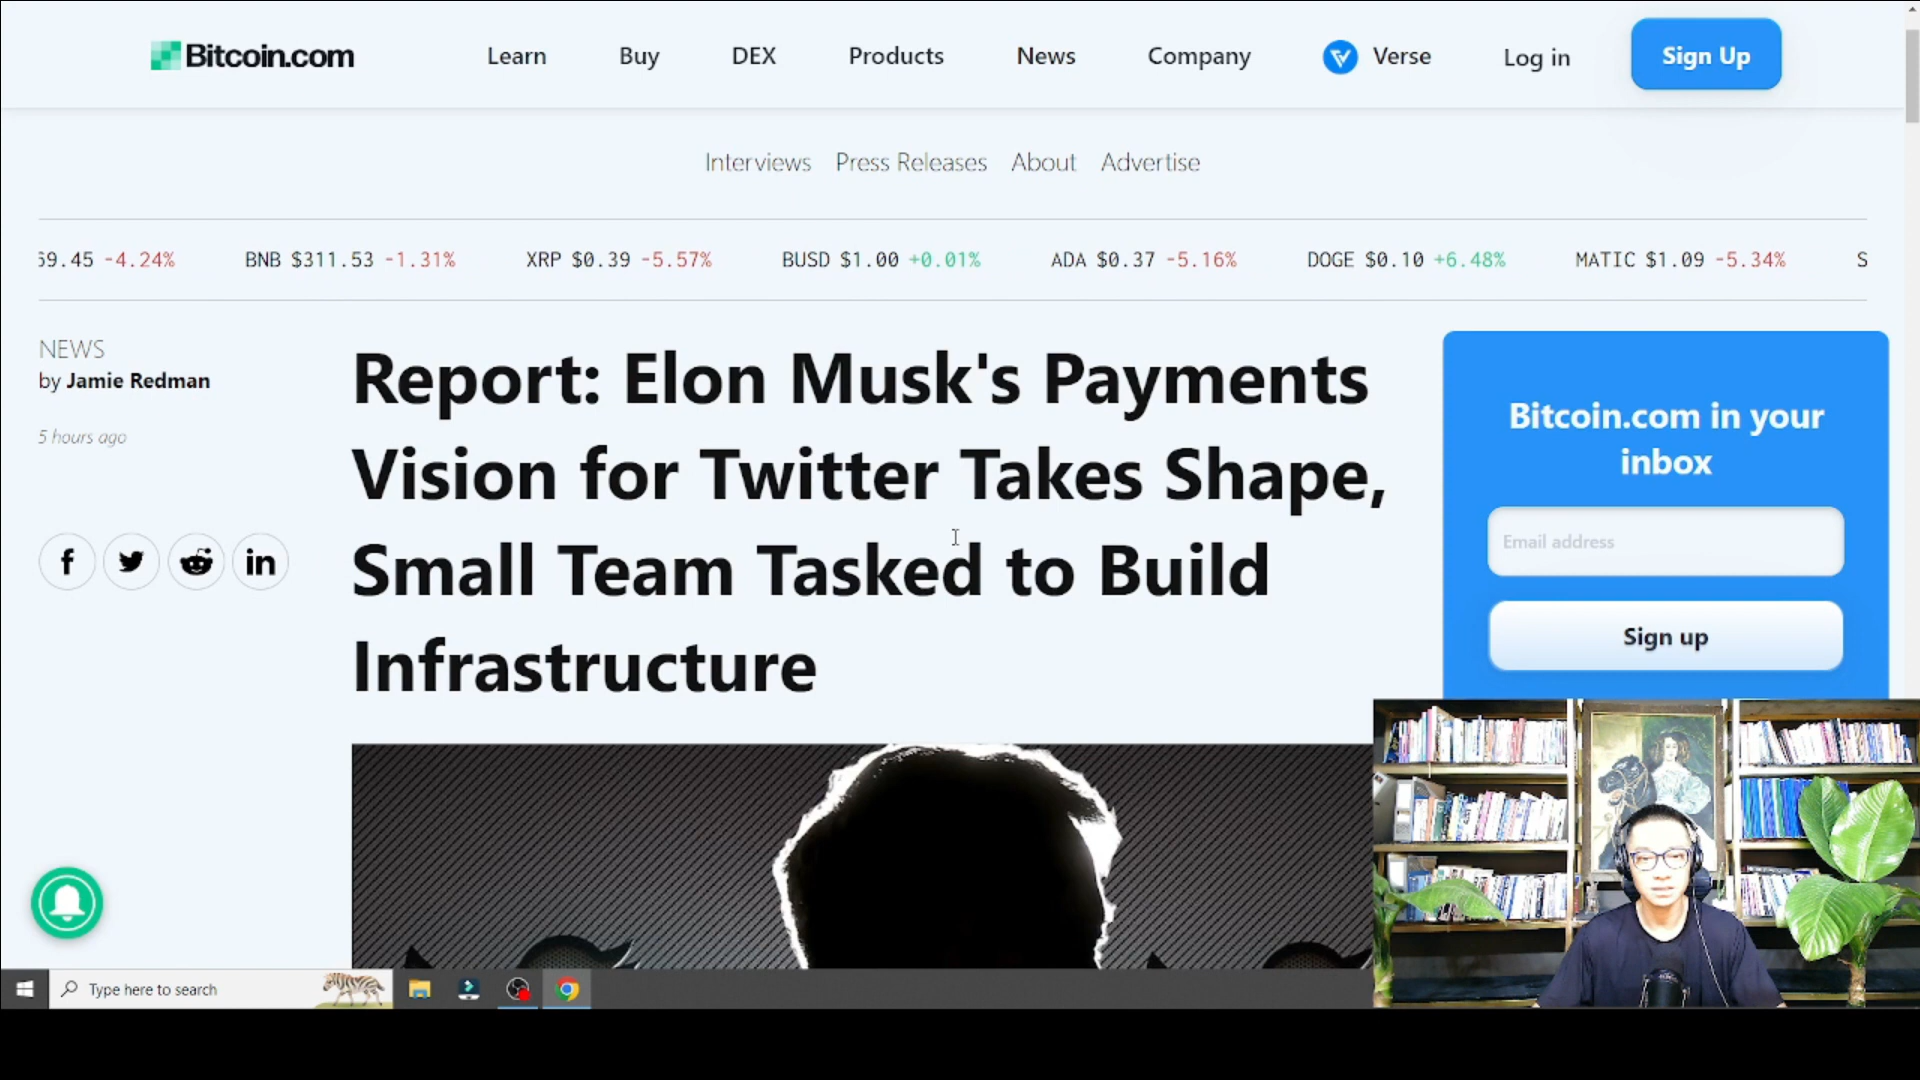 Bitcoin.com
Learn
Buy
DEX
Products
News
Company
Verse
Log in
Sign Up
Interviews
Press Releases
About
Advertise
69.45 -4.24%
BNB $311.53 -1.31%
XRP $0.39 -5.57%
BUSD $1.00 +0.01%
ADA $0.37 -5.16%
DOGE $0.10 +6.48%
MATIC $1.09 -5.34%
S
NEWS
by Jamie Redman
5 hours ago
Report: Elon Musk's Payments
Vision for Twitter Takes Shape,
Small Team Tasked to Build
Infrastructure
Bitcoin.com in your
inbox
Email address
Sign up
Type here to search